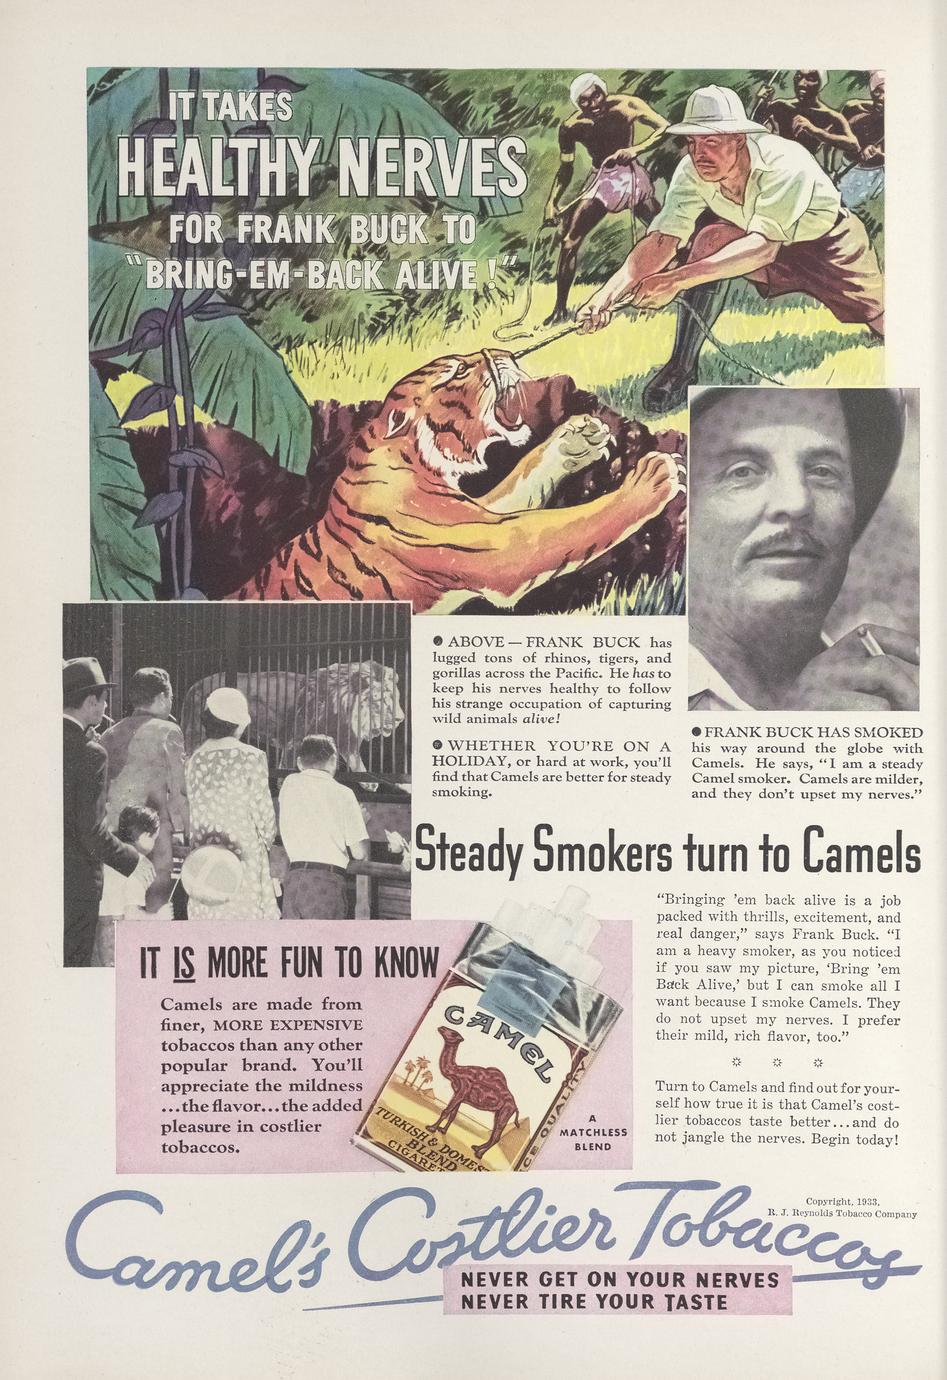 IT TAKES
HEALTHY NERVES
FOR FRANK BUCK TO
"BRING-EM-BACK ALIVE!"
● ABOVE — FRANK BUCK has
lugged tons of rhinos, tigers, and
gorillas across the Pacific. He has to
keep his nerves healthy to follow
his strange occupation of capturing
wild animals alive!
● WHETHER YOU'RE ON A
HOLIDAY, or hard at work, you'll
find that Camels are better for steady
smoking.
● FRANK BUCK HAS SMOKED
his way around the globe with
Camels. He says, "I am a steady
Camel smoker. Camels are milder,
and they don't upset my nerves."
Steady Smokers turn to Camels
"Bringing 'em back alive is a job
packed with thrills, excitement, and
real danger," says Frank Buck. "I
am a heavy smoker, as you noticed
if you saw my picture, 'Bring 'em
Back Alive,' but I can smoke all I
want because I smoke Camels. They
do not upset my nerves. I prefer
their mild, rich flavor, too."
Turn to Camels and find out for your-
self how true it is that Camel's cost-
lier tobaccos taste better...and do
not jangle the nerves. Begin today!
IT IS MORE FUN TO KNOW
Camels are made from
finer, MORE EXPENSIVE
tobaccos than any other
popular brand. You'll
appreciate the mildness
...the flavor...the added
pleasure in costlier
tobaccos.
CAMEL
TURKISH & DOMES
BLEND
CIGARET
CE QUALITY
A
MATCHLESS
BLEND
Copyright, 1933,
R. J. Reynolds Tobacco Company
Camel's Costlier Tobaccos
NEVER GET ON YOUR NERVES
NEVER TIRE YOUR TASTE